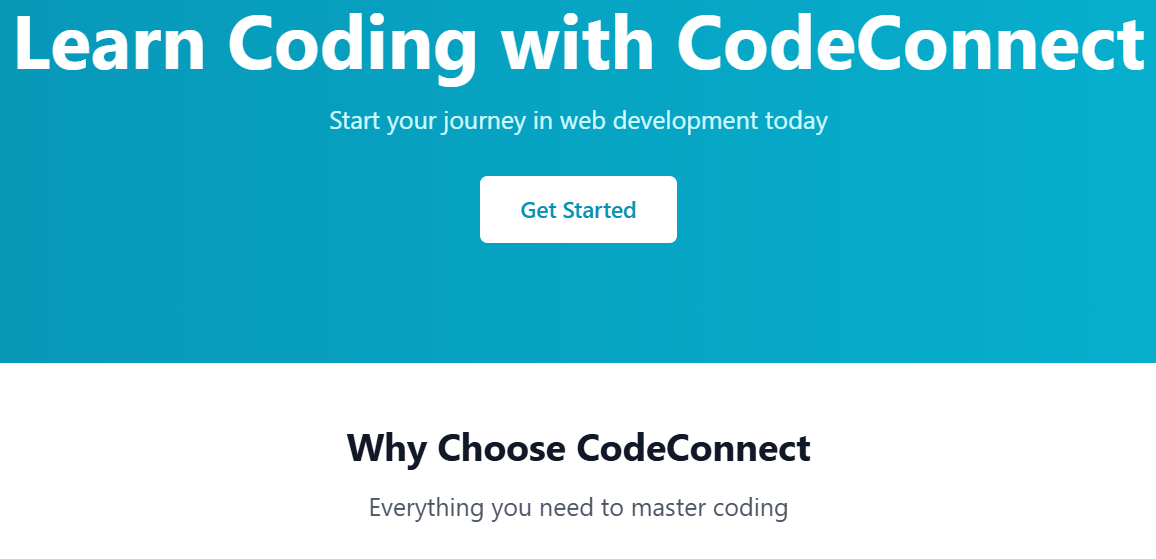 Learn Coding with CodeConnect
Start your journey in web development today
Get Started
Why Choose CodeConnect
Everything you need to master coding